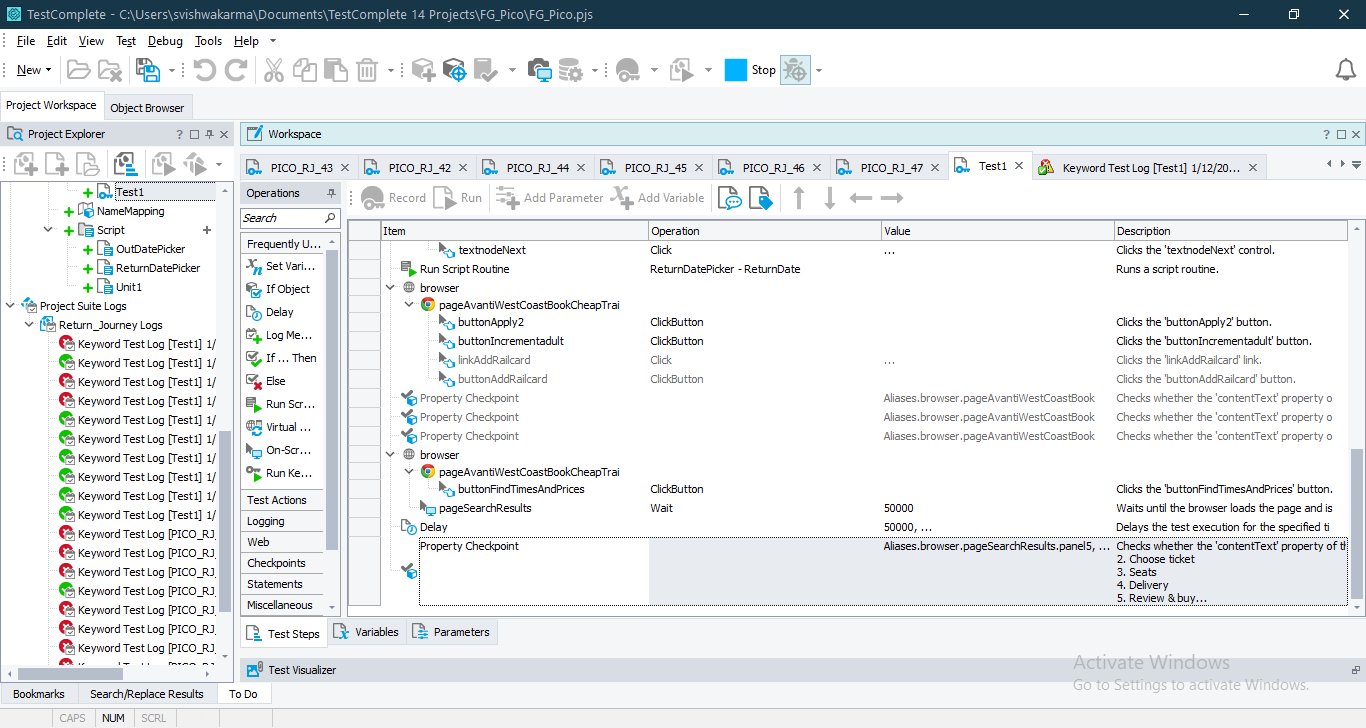 TestComplete - C:\Users\svishwakarma\Documents\TestComplete 14 Projects\FG_Pico\FG_Pico.pjs
File Edit View Test Debug Tools Help
New
Stop
Project Workspace Object Browser
Project Explorer ?
Workspace ?
PICO_RJ_43 PICO_RJ_42 PICO_RJ_44 PICO_RJ_45 PICO_RJ_46 PICO_RJ_47 Test1 Keyword Test Log [Test1] 1/12/20...
Test1
NameMapping
Script
OutDatePicker
ReturnDatePicker
Unit1
Project Suite Logs
Return_Journey Logs
Keyword Test Log [Test1] 1/
Keyword Test Log [Test1] 1/
Keyword Test Log [Test1] 1/
Keyword Test Log [Test1] 1/
Keyword Test Log [Test1] 1/
Keyword Test Log [Test1] 1/
Keyword Test Log [Test1] 1/
Keyword Test Log [Test1] 1/
Keyword Test Log [Test1] 1/
Keyword Test Log [Test1] 1/
Keyword Test Log [PICO_RJ_
Keyword Test Log [PICO_RJ_
Keyword Test Log [PICO_RJ_
Keyword Test Log [PICO_RJ_
Keyword Test Log [PICO_RJ_
Keyword Test Log [PICO_RJ_
Keyword Test Log [PICO_RJ_
Bookmarks Search/Replace Results To Do
Operations
Search
Frequently U...
Set Vari...
If Object
Delay
Log Me...
If ... Then
Else
Run Scr...
Virtual ...
On-Scr...
Run Ke...
Test Actions
Logging
Web
Checkpoints
Statements
Miscellaneous
Record Run Add Parameter Add Variable
Item Operation Value Description
textnodeNext Click ... Clicks the 'textnodeNext' control.
Run Script Routine ReturnDatePicker - ReturnDate Runs a script routine.
browser
pageAvantiWestCoastBookCheapTrai
buttonApply2 ClickButton Clicks the 'buttonApply2' button.
buttonIncrementadult ClickButton Clicks the 'buttonIncrementadult' button.
linkAddRailcard Click ... Clicks the 'linkAddRailcard' link.
buttonAddRailcard ClickButton Clicks the 'buttonAddRailcard' button.
Property Checkpoint Aliases.browser.pageAvantiWestCoastBook Checks whether the 'contentText' property o
Property Checkpoint Aliases.browser.pageAvantiWestCoastBook Checks whether the 'contentText' property o
Property Checkpoint Aliases.browser.pageAvantiWestCoastBook Checks whether the 'contentText' property o
browser
pageAvantiWestCoastBookCheapTrai
buttonFindTimesAndPrices ClickButton Clicks the 'buttonFindTimesAndPrices' button.
pageSearchResults Wait 50000 Waits until the browser loads the page and is
Delay 50000, ... Delays the test execution for the specified ti
Property Checkpoint Aliases.browser.pageSearchResults.panel5, ... Checks whether the 'contentText' property of t
2. Choose ticket
3. Seats
4. Delivery
5. Review & buy...
Test Steps Variables Parameters
Test Visualizer
Activate Windows
Go to Settings to activate Windows.
CAPS NUM SCRL